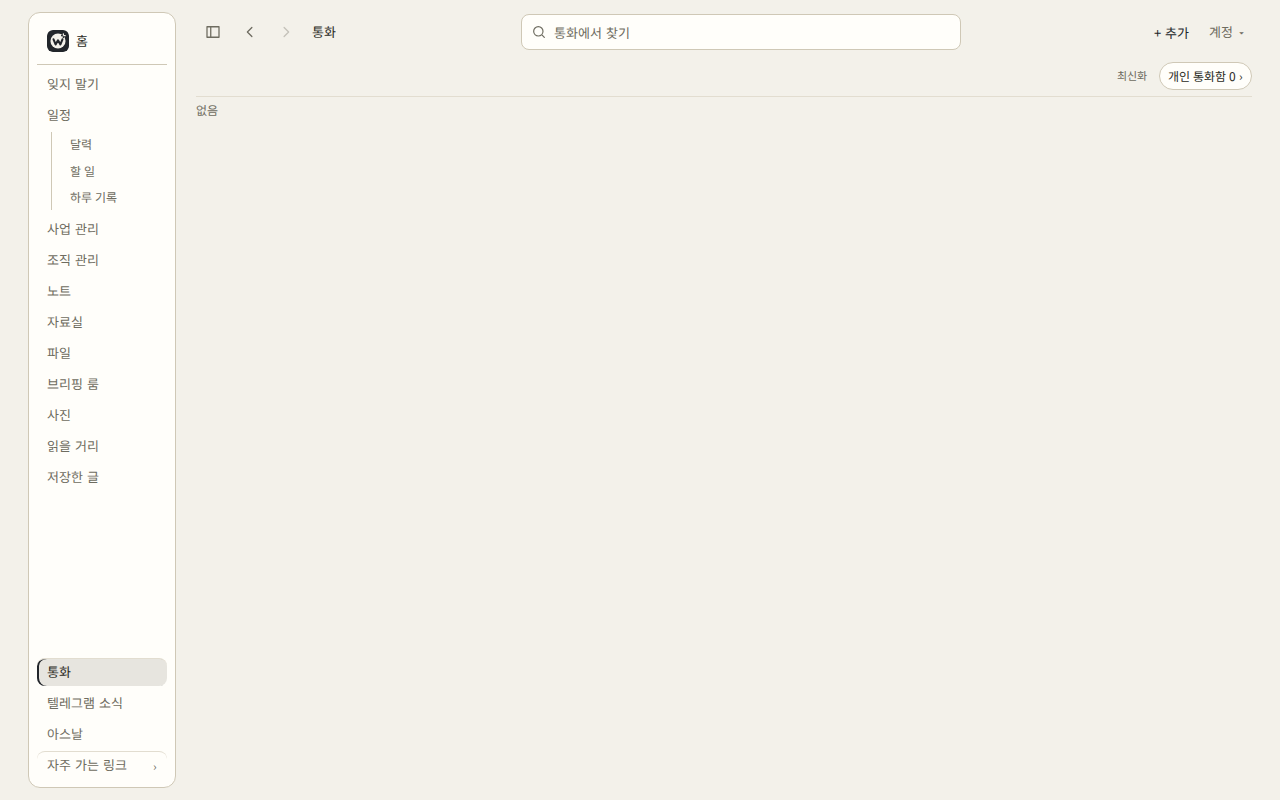 홈
잊지 말기
일정
달력
할 일
하루 기록
사업 관리
조직 관리
노트
자료실
파일
브리핑 룸
사진
읽을 거리
저장한 글
통화
텔레그램 소식
아스날
자주 가는 링크 ›
통화
통화에서 찾기
+ 추가
계정
최신화
개인 통화함 0 ›
없음